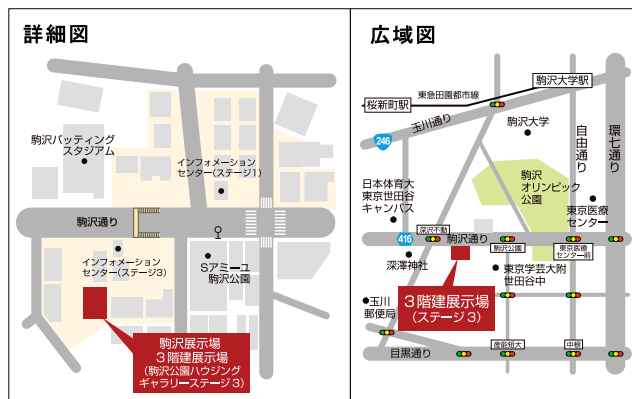 詳細図
駒沢バッティング
スタジアム
インフォメーション
センター(ステージ1)
駒沢通り
インフォメーション
センター(ステージ3)
Sアミーユ
駒沢公園
駒沢展示場
3階建展示場
(駒沢公園ハウジング
ギャラリーステージ3)
広域図
駒沢大学駅
東急田園都市線
桜新町駅
玉川通り
246
駒沢大学
自由通り
環七通り
駒沢
オリンピック
公園
日本体育大
東京世田谷
キャンパス
東京医療
センター
416
深沢不動
駒沢通り
駒沢公園
東京医療
センター前
深澤神社
東京学芸大附
世田谷中
3階建展示場
(ステージ3)
玉川
郵便局
目黒通り
産能短大
中根